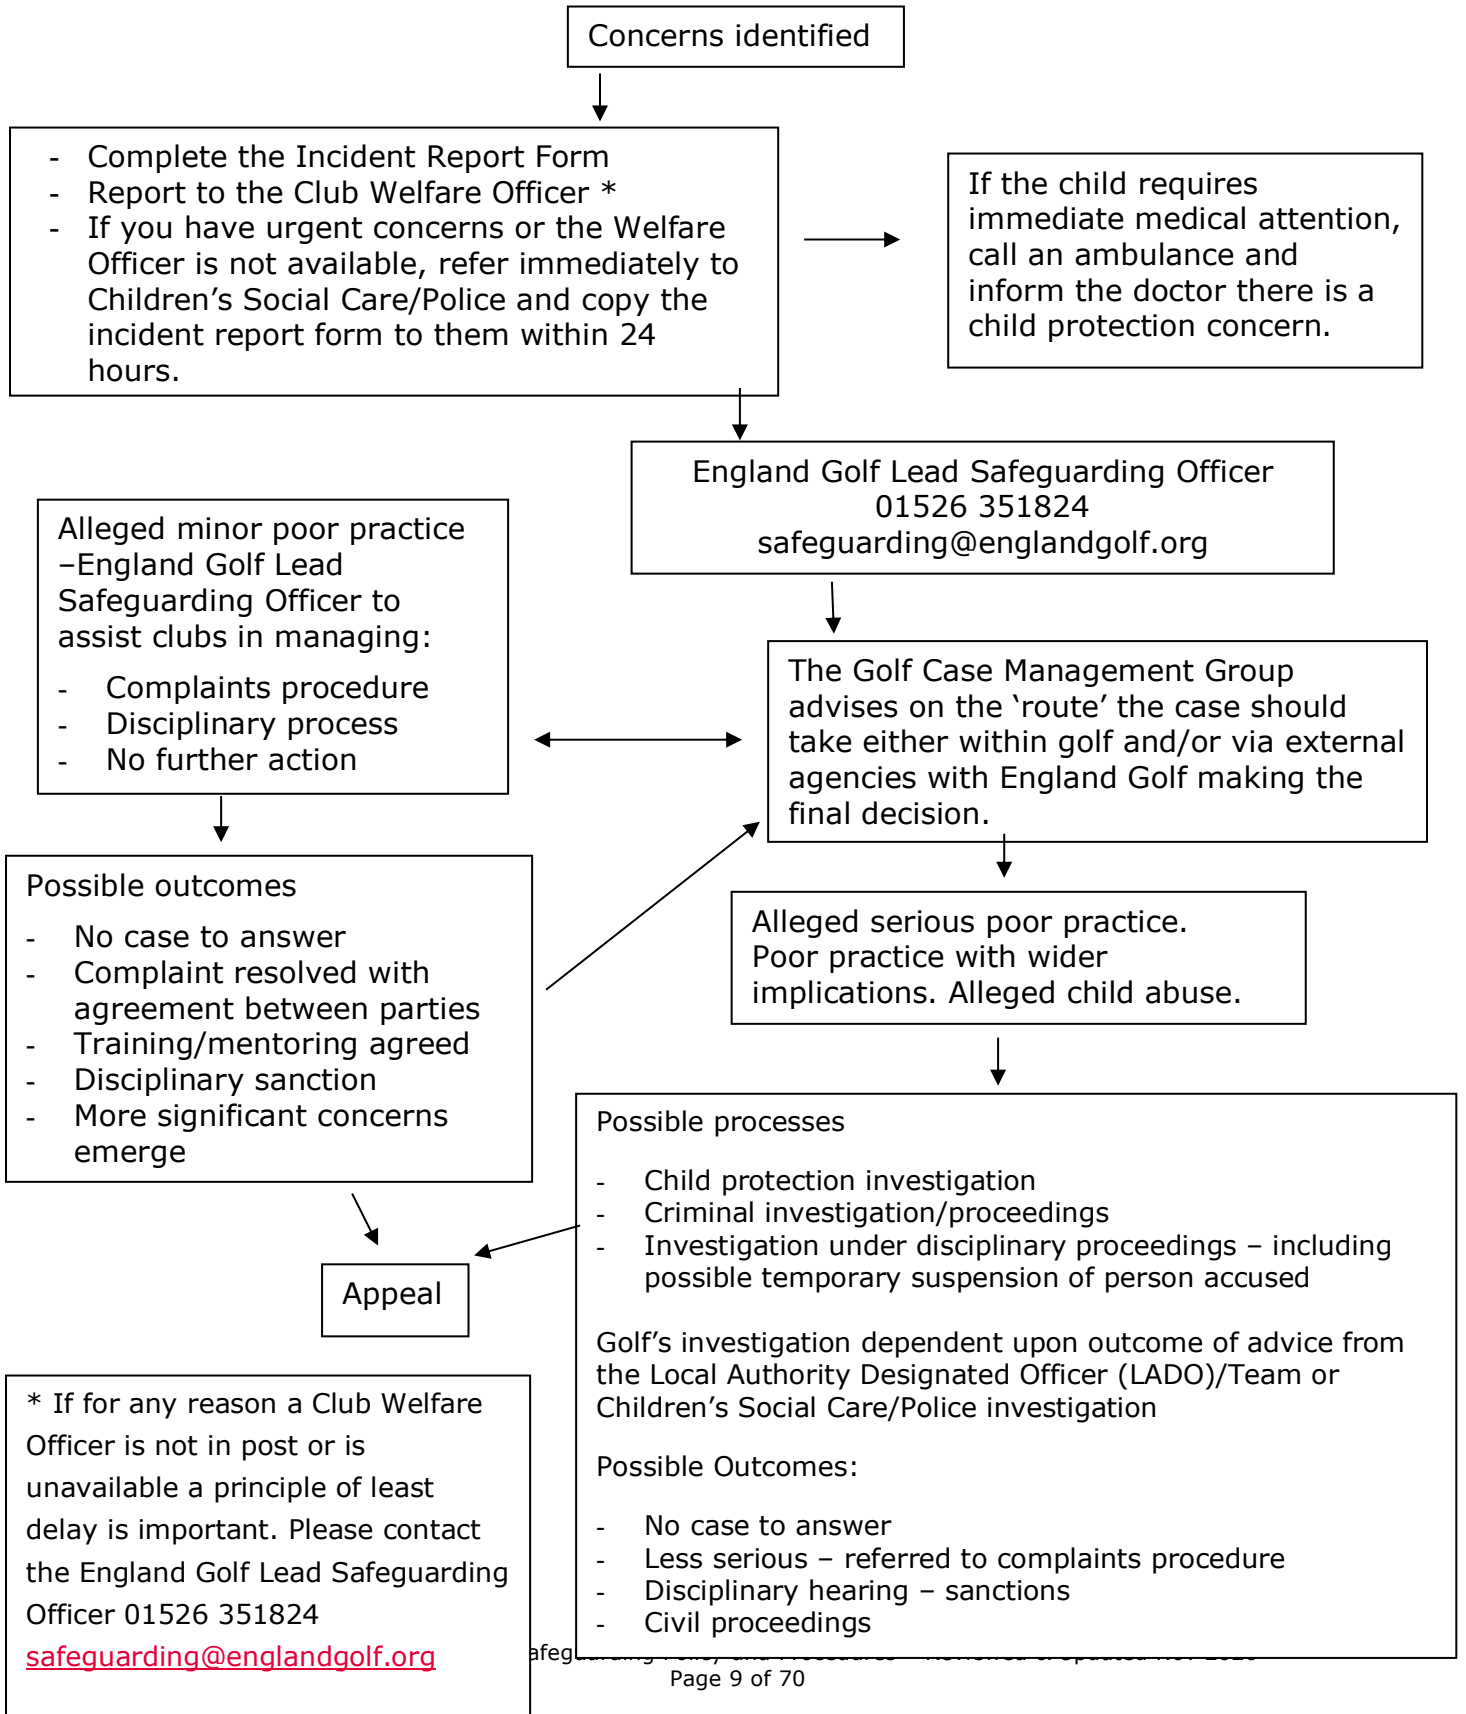 Concerns identified
- Complete the Incident Report Form
- Report to the Club Welfare Officer *
- If you have urgent concerns or the Welfare
Officer is not available, refer immediately to
Children’s Social Care/Police and copy the
incident report form to them within 24
hours.
If the child requires
immediate medical attention,
call an ambulance and
inform the doctor there is a
child protection concern.
England Golf Lead Safeguarding Officer
01526 351824
safeguarding@englandgolf.org
Alleged minor poor practice
–England Golf Lead
Safeguarding Officer to
assist clubs in managing:
- Complaints procedure
- Disciplinary process
- No further action
The Golf Case Management Group
advises on the ‘route’ the case should
take either within golf and/or via external
agencies with England Golf making the
final decision.
Possible outcomes
- No case to answer
- Complaint resolved with
agreement between parties
- Training/mentoring agreed
- Disciplinary sanction
- More significant concerns
emerge
Alleged serious poor practice.
Poor practice with wider
implications. Alleged child abuse.
Possible processes
- Child protection investigation
- Criminal investigation/proceedings
- Investigation under disciplinary proceedings – including
possible temporary suspension of person accused
Golf’s investigation dependent upon outcome of advice from
the Local Authority Designated Officer (LADO)/Team or
Children’s Social Care/Police investigation
Possible Outcomes:
- No case to answer
- Less serious – referred to complaints procedure
- Disciplinary hearing – sanctions
- Civil proceedings
Appeal
* If for any reason a Club Welfare
Officer is not in post or is
unavailable a principle of least
delay is important. Please contact
the England Golf Lead Safeguarding
Officer 01526 351824
safeguarding@englandgolf.org
Page 9 of 70